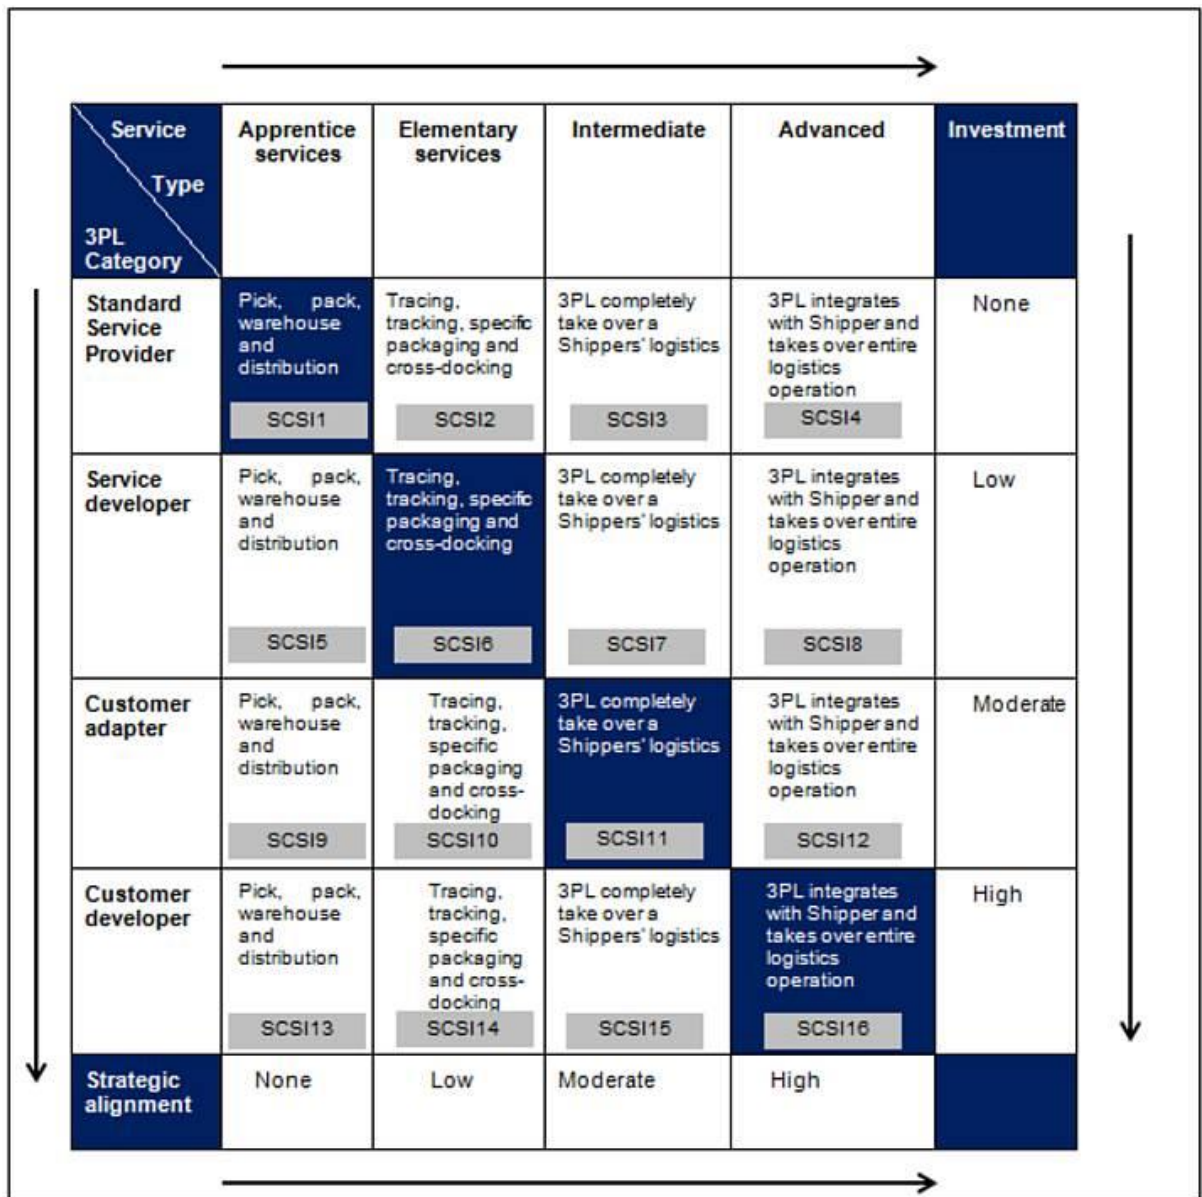 Service
Type
3PL
Category
Apprentice
services
Elementary
services
Intermediate
Advanced
Investment
Standard
Service
Provider
Pick, pack,
warehouse
and
distribution
SCSI1
Tracing,
tracking, specific
packaging and
cross-docking
SCSI2
3PL completely
take over a
Shippers' logistics
SCSI3
3PL integrates
with Shipper and
takes over entire
logistics
operation
SCSI4
None
Service
developer
Pick, pack,
warehouse
and
distribution
SCSI5
Tracing,
tracking, specific
packaging and
cross-docking
SCSI6
3PL completely
take over a
Shippers' logistics
SCSI7
3PL integrates
with Shipper and
takes over entire
logistics
operation
SCSI8
Low
Customer
adapter
Pick, pack,
warehouse
and
distribution
SCSI9
Tracing,
tracking,
specific
packaging
and cross-
docking
SCSI10
3PL completely
take over a
Shippers' logistics
SCSI11
3PL integrates
with Shipper and
takes over entire
logistics
operation
SCSI12
Moderate
Customer
developer
Pick, pack,
warehouse
and
distribution
SCSI13
Tracing,
tracking,
specific
packaging
and cross-
docking
SCSI14
3PL completely
take over a
Shippers' logistics
SCSI15
3PL integrates
with Shipper and
takes over entire
logistics
operation
SCSI16
High
Strategic
alignment
None
Low
Moderate
High